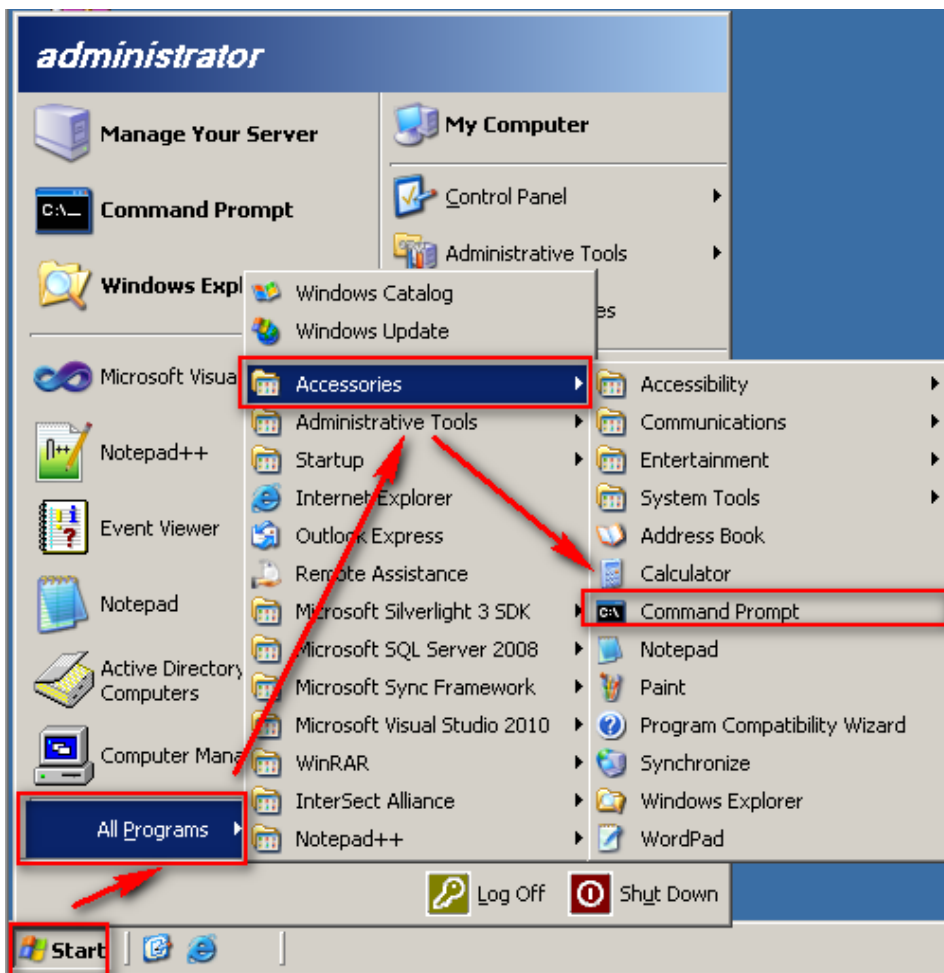 administrator
Manage Your Server
Command Prompt
Windows Expl
Microsoft Visua
Notepad++
Event Viewer
Notepad
Active Directory
Computers
Computer Mana
All Programs
My Computer
Control Panel
Administrative Tools
es
Windows Catalog
Windows Update
Accessories
Administrative Tools
Startup
Internet Explorer
Outlook Express
Remote Assistance
Microsoft Silverlight 3 SDK
Microsoft SQL Server 2008
Microsoft Sync Framework
Microsoft Visual Studio 2010
WinRAR
InterSect Alliance
Notepad++
Accessibility
Communications
Entertainment
System Tools
Address Book
Calculator
Command Prompt
Notepad
Paint
Program Compatibility Wizard
Synchronize
Windows Explorer
WordPad
Log Off
Shut Down
Start